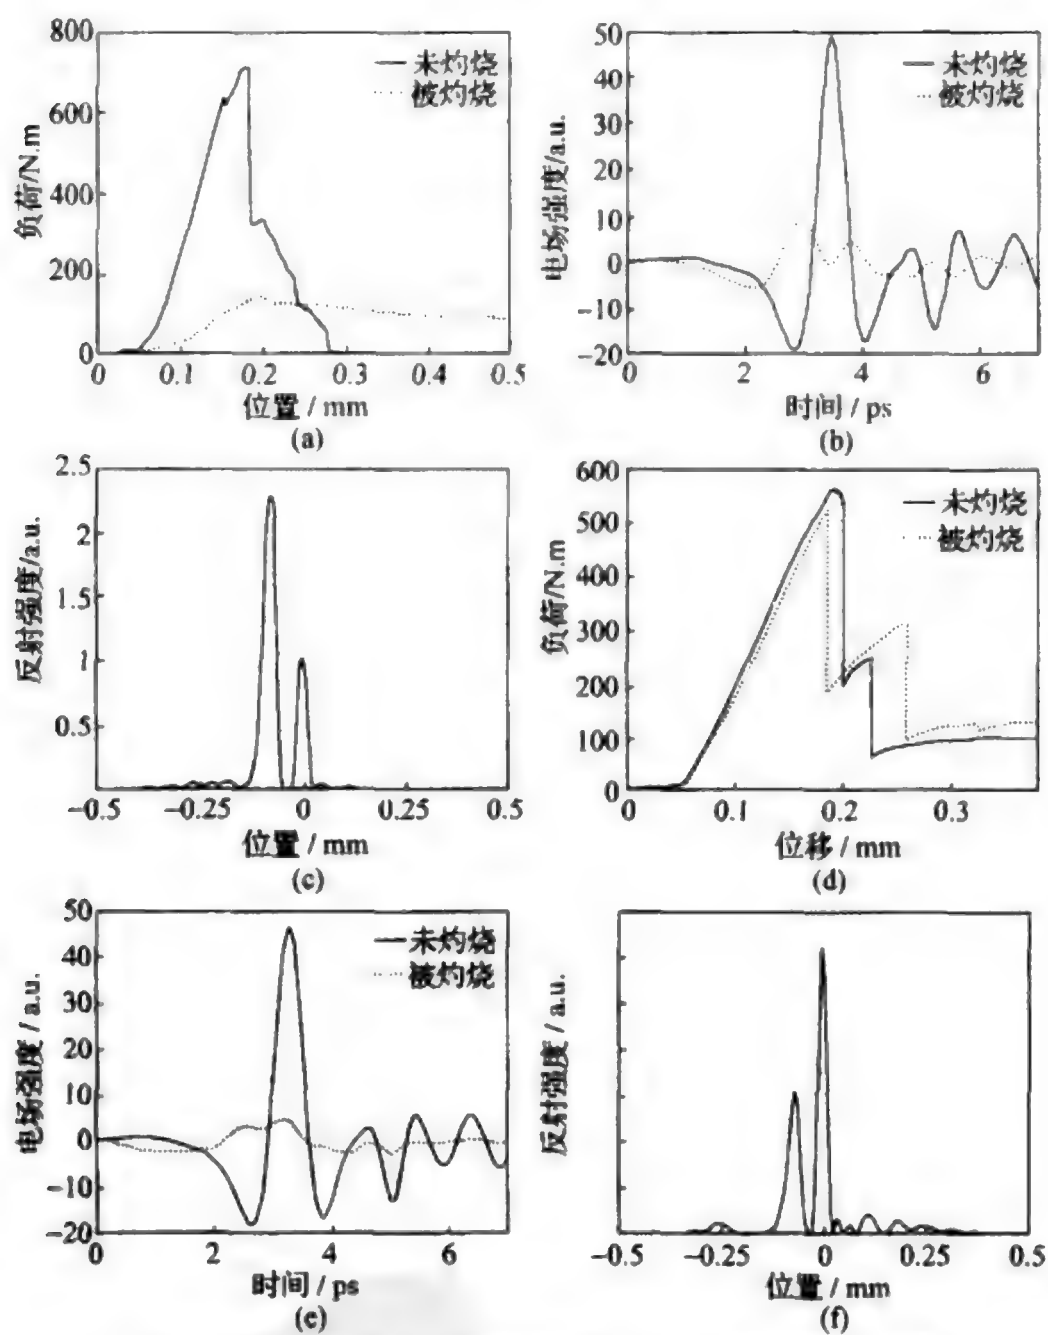 800
600
400
200
0
负荷/N.m
未灼烧
被灼烧
0 0.1 0.2 0.3 0.4 0.5
位置 / mm
(a)
50
40
30
20
10
0
-10
-20
电场强度/a.u.
未灼烧
被灼烧
0 2 4 6
时间 / ps
(b)
2.5
2
1.5
1
0.5
反射强度/a.u.
-0.5 -0.25 0 0.25 0.5
位置 / mm
(c)
600
500
400
300
200
100
0
负荷/N.m
未灼烧
被灼烧
0 0.1 0.2 0.3
位移 / mm
(d)
50
40
30
20
10
0
-10
-20
电场强度 / a.u.
未灼烧
被灼烧
0 2 4 6
时间 / ps
(e)
反射强度 / a.u.
-0.5 -0.25 0 0.25 0.5
位置 / mm
(f)